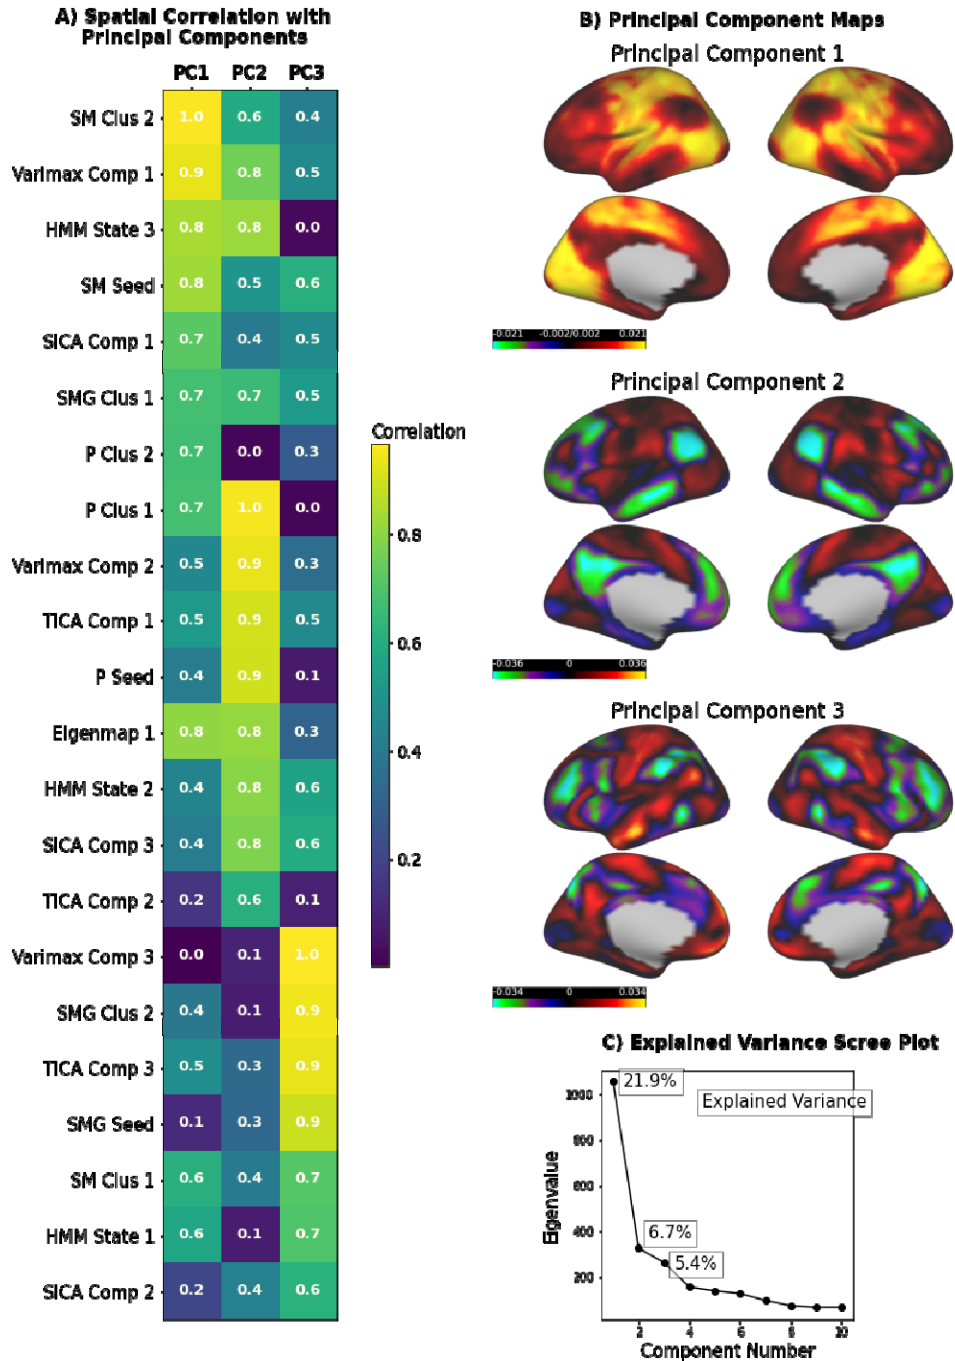 A) Spatial Correlation with
Principal Components
PC1 PC2 PC3
SM Clus 2 1.0 0.6 0.4
Varimax Comp 1 0.9 0.8 0.5
HMM State 3 0.8 0.8 0.0
SM Seed 0.8 0.5 0.6
SICA Comp 1 0.7 0.4 0.5
SMG Clus 1 0.7 0.7 0.5
P Clus 2 0.7 0.0 0.3
P Clus 1 0.7 1.0 0.0
Varimax Comp 2 0.5 0.9 0.3
TICA Comp 1 0.5 0.9 0.5
P Seed 0.4 0.9 0.1
Eigenmap 1 0.8 0.8 0.3
HMM State 2 0.4 0.8 0.6
SICA Comp 3 0.4 0.8 0.6
TICA Comp 2 0.2 0.6 0.1
Varimax Comp 3 0.0 0.1 1.0
SMG Clus 2 0.4 0.1 0.9
TICA Comp 3 0.5 0.3 0.9
SMG Seed 0.1 0.3 0.9
SM Clus 1 0.6 0.4 0.7
HMM State 1 0.6 0.1 0.7
SICA Comp 2 0.2 0.4 0.6
Correlation
0.8
0.6
0.4
0.2
B) Principal Component Maps
Principal Component 1
-0.021 -0.002/0.002 0.021
Principal Component 2
-0.036 0 0.036
Principal Component 3
-0.034 0 0.034
C) Explained Variance Scree Plot
21.9%
Explained Variance
6.7%
5.4%
Eigenvalue
1000
800
600
400
200
2 4 6 8 10
Component Number